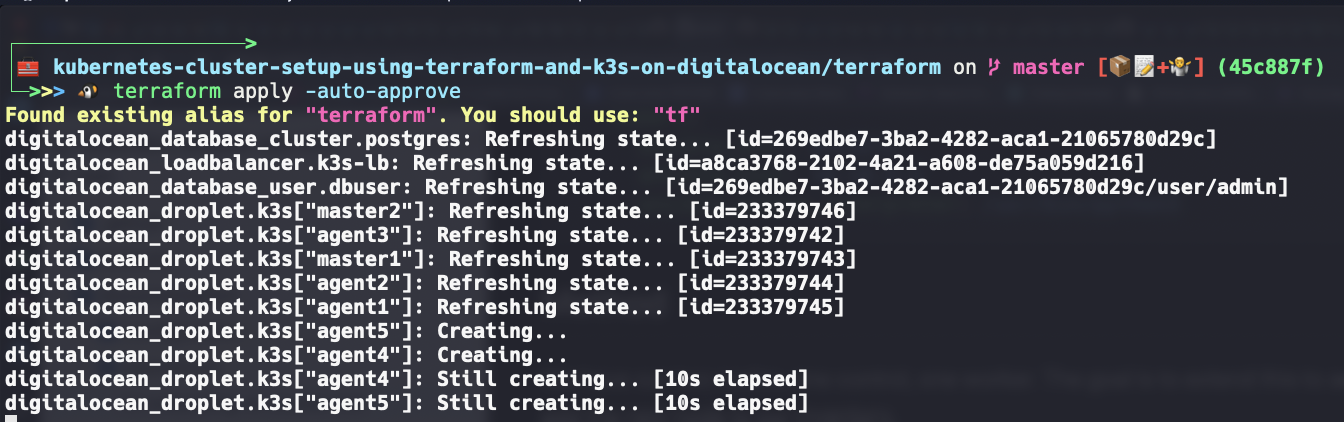 kubernetes-cluster-setup-using-terraform-and-k3s-on-digitalocean/terraform on master [📦📝+🤷] (45c887f)
>>> terraform apply -auto-approve
Found existing alias for "terraform". You should use: "tf"
digitalocean_database_cluster.postgres: Refreshing state... [id=269edbe7-3ba2-4282-aca1-21065780d29c]
digitalocean_loadbalancer.k3s-lb: Refreshing state... [id=a8ca3768-2102-4a21-a608-de75a059d216]
digitalocean_database_user.dbuser: Refreshing state... [id=269edbe7-3ba2-4282-aca1-21065780d29c/user/admin]
digitalocean_droplet.k3s["master2"]: Refreshing state... [id=233379746]
digitalocean_droplet.k3s["agent3"]: Refreshing state... [id=233379742]
digitalocean_droplet.k3s["master1"]: Refreshing state... [id=233379743]
digitalocean_droplet.k3s["agent2"]: Refreshing state... [id=233379744]
digitalocean_droplet.k3s["agent1"]: Refreshing state... [id=233379745]
digitalocean_droplet.k3s["agent5"]: Creating...
digitalocean_droplet.k3s["agent4"]: Creating...
digitalocean_droplet.k3s["agent4"]: Still creating... [10s elapsed]
digitalocean_droplet.k3s["agent5"]: Still creating... [10s elapsed]